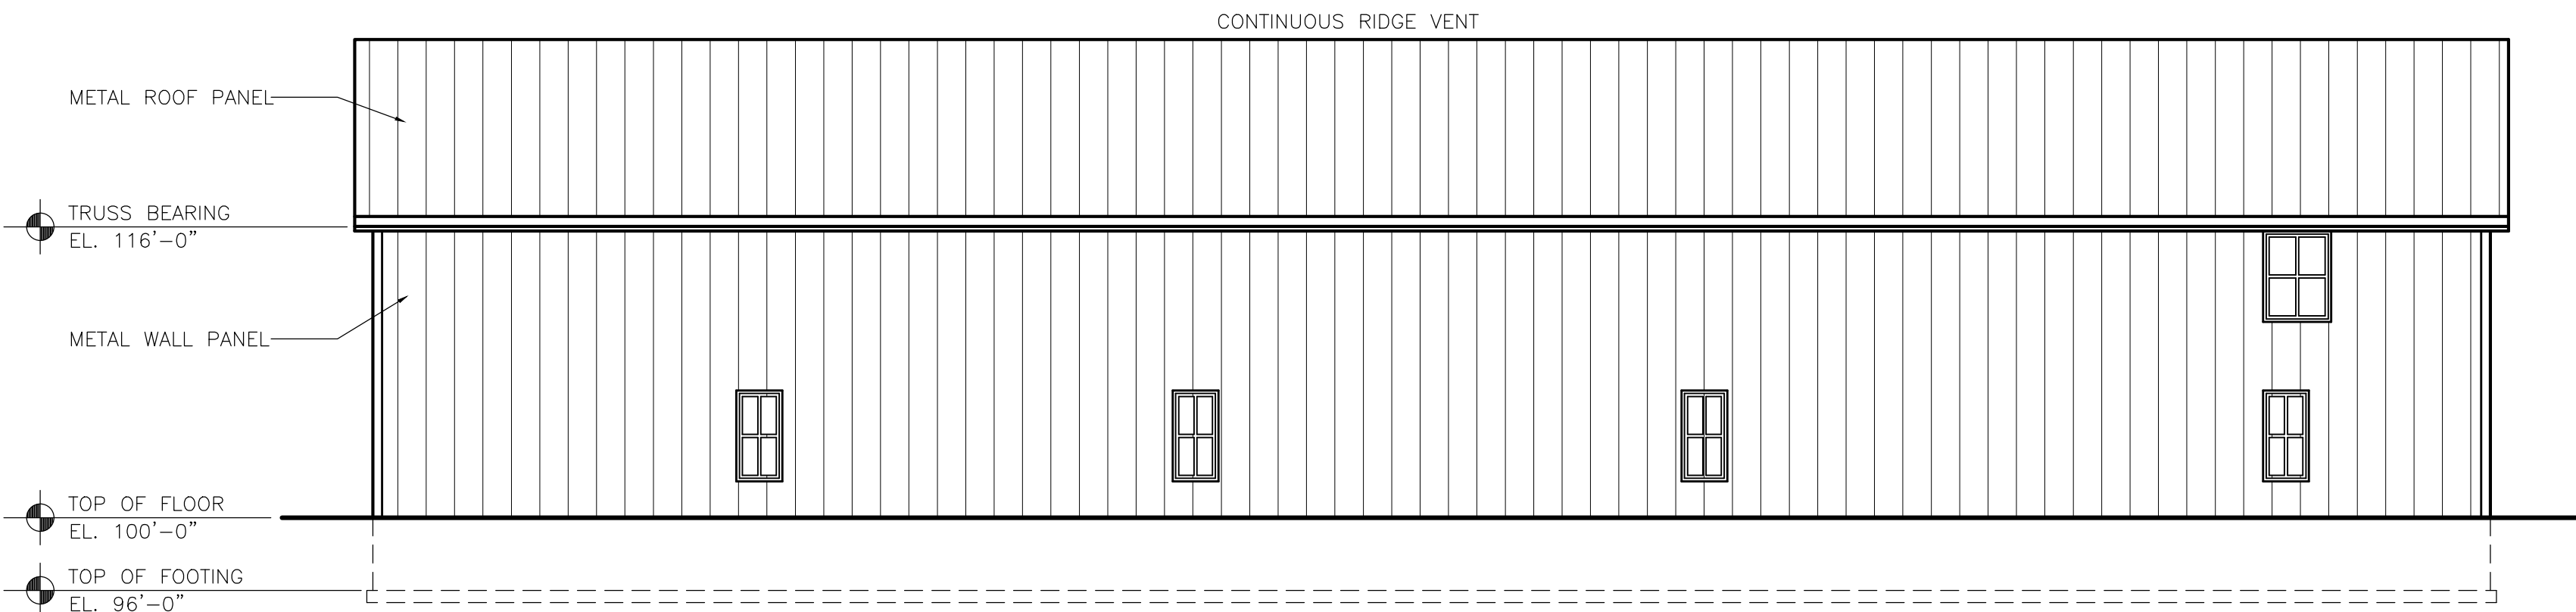 CONTINUOUS RIDGE VENT
METAL ROOF PANEL
TRUSS BEARING
EL. 116'-0"
METAL WALL PANEL
TOP OF FLOOR
EL. 100'-0"
TOP OF FOOTING
EL. 96'-0"